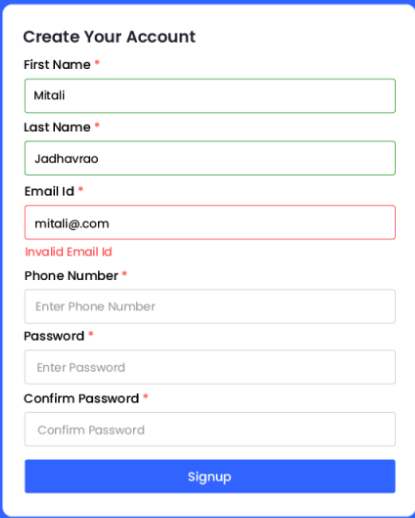 Create Your Account
First Name *
Mitali
Last Name *
Jadhavrao
Email Id *
mitali@.com
Invalid Email Id
Phone Number *
Enter Phone Number
Password *
Enter Password
Confirm Password *
Confirm Password
Signup